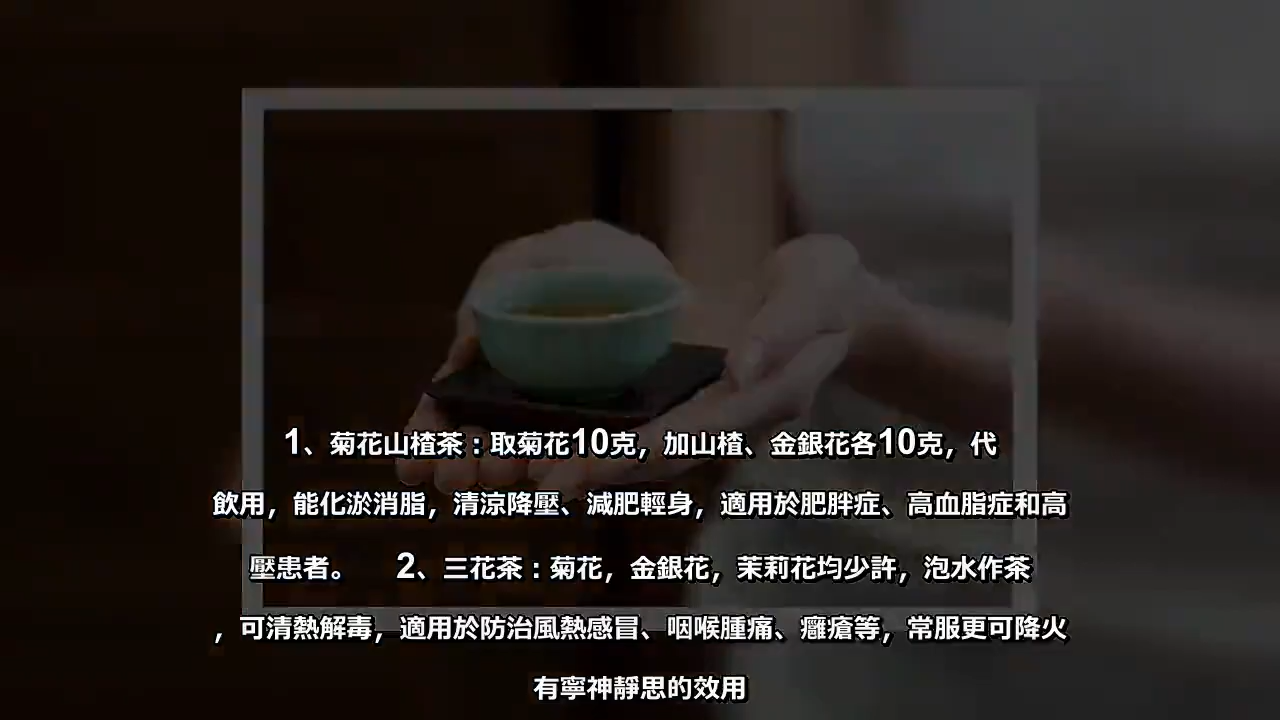 1、菊花山楂茶：取菊花10克，加山楂、金銀花各10克，代
飲用，能化淤消脂，清涼降壓、減肥輕身，適用於肥胖症、高血脂症和高
壓患者。 2、三花茶：菊花，金銀花，茉莉花均少許，泡水作茶
，可清熱解毒，適用於防治風熱感冒、咽喉腫痛、癰瘡等，常服更可降火
有寧神靜思的效用